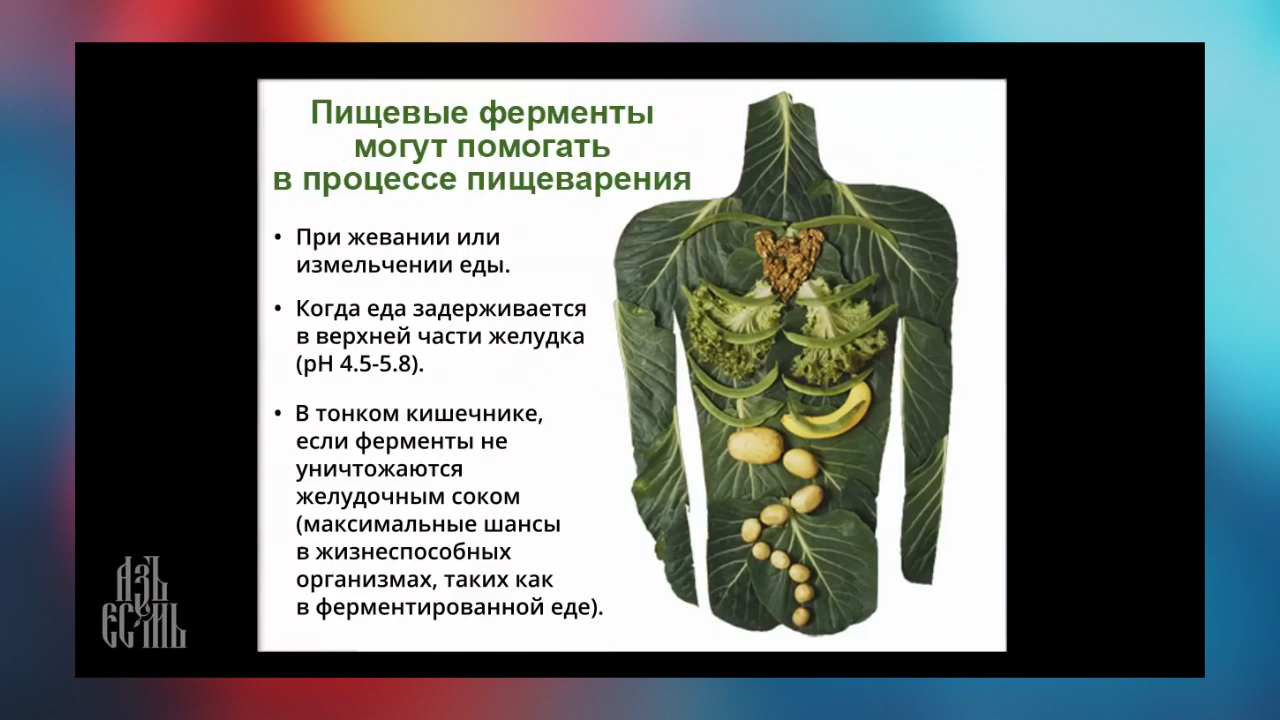 Пищевые ферменты
могут помогать
в процессе пищеварения
• При жевании или
измельчении еды.
• Когда еда задерживается
в верхней части желудка
(pH 4.5-5.8).
• В тонком кишечнике,
если ферменты не
уничтожаются
желудочным соком
(максимальные шансы
в жизнеспособных
организмах, таких как
в ферментированной еде).
АЗЪ
ЕСМЬ